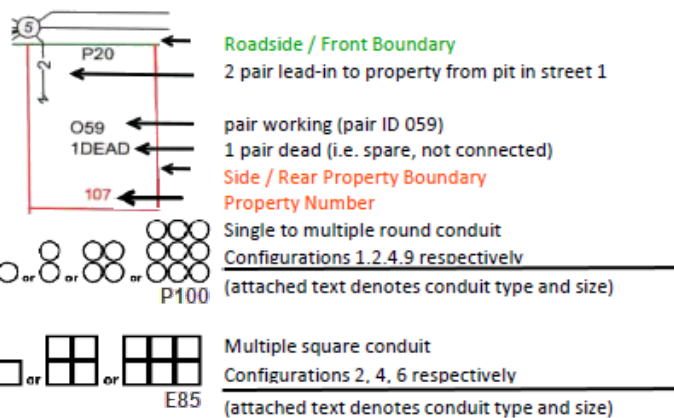 5
P20
Roadside / Front Boundary
2
2 pair lead-in to property from pit in street 1
O59
pair working (pair ID 059)
1DEAD
1 pair dead (i.e. spare, not connected)
Side / Rear Property Boundary
107
Property Number
Single to multiple round conduit
or or or
Configurations 1.2.4.9 respectively
P100
(attached text denotes conduit type and size)
Multiple square conduit
or or
Configurations 2, 4, 6 respectively
E85
(attached text denotes conduit type and size)